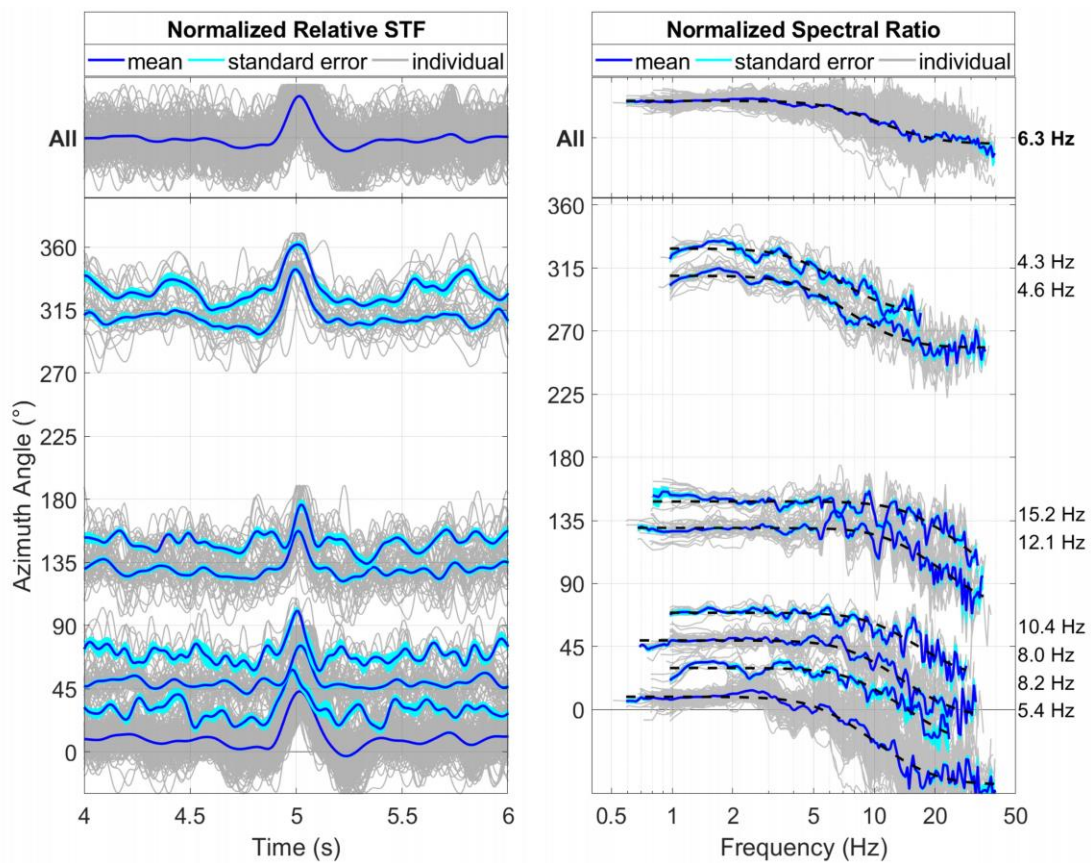 Normalized Relative STF
mean standard error individual
All
360
315
270
225
180
135
90
45
0
Azimuth Angle (°)
4 4.5 5 5.5 6
Time (s)
Normalized Spectral Ratio
mean standard error individual
All
6.3 Hz
360
315
270
225
180
135
90
45
0
4.3 Hz
4.6 Hz
15.2 Hz
12.1 Hz
10.4 Hz
8.0 Hz
8.2 Hz
5.4 Hz
0.5 1 2 5 10 20 50
Frequency (Hz)